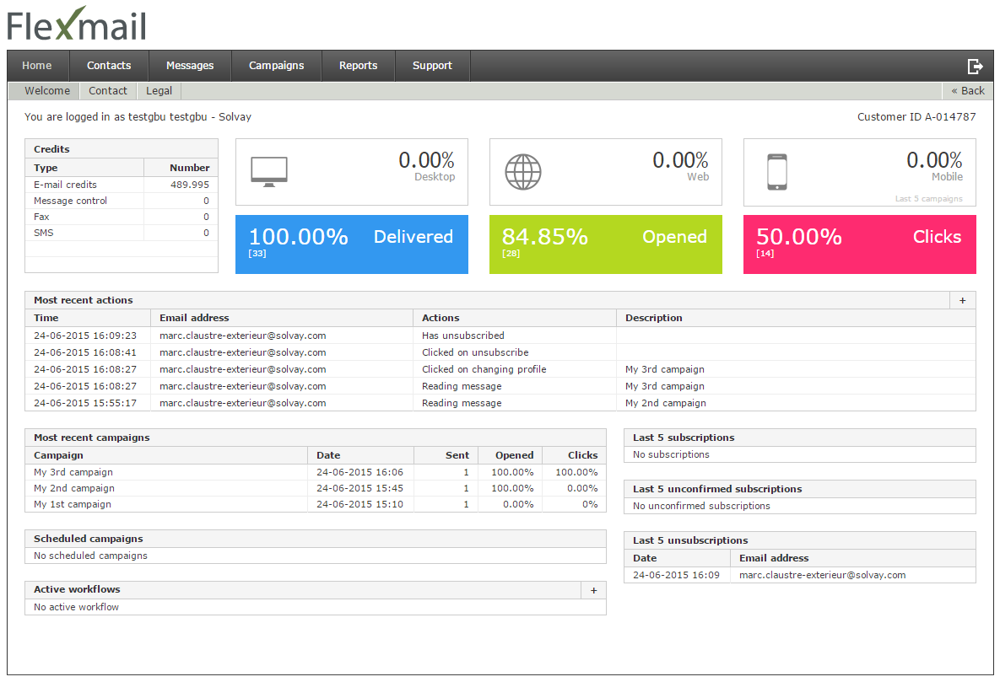 Flexmail
Home Contacts Messages Campaigns Reports Support
Welcome Contact Legal « Back
You are logged in as testgbu testgbu - Solvay Customer ID A-014787
Credits
Type Number
E-mail credits 489.995
Message control 0
Fax 0
SMS 0
0.00%
Desktop
0.00%
Web
0.00%
Mobile
Last 5 campaigns
100.00% Delivered
[33]
84.85% Opened
[28]
50.00% Clicks
[14]
Most recent actions +
Time Email address Actions Description
24-06-2015 16:09:23 marc.claustre-exterieur@solvay.com Has unsubscribed
24-06-2015 16:08:41 marc.claustre-exterieur@solvay.com Clicked on unsubscribe
24-06-2015 16:08:27 marc.claustre-exterieur@solvay.com Clicked on changing profile My 3rd campaign
24-06-2015 16:08:27 marc.claustre-exterieur@solvay.com Reading message My 3rd campaign
24-06-2015 15:55:17 marc.claustre-exterieur@solvay.com Reading message My 2nd campaign
Most recent campaigns
Campaign Date Sent Opened Clicks
My 3rd campaign 24-06-2015 16:06 1 100.00% 100.00%
My 2nd campaign 24-06-2015 15:45 1 100.00% 0.00%
My 1st campaign 24-06-2015 15:10 1 0.00% 0%
Scheduled campaigns
No scheduled campaigns
Active workflows +
No active workflow
Last 5 subscriptions
No subscriptions
Last 5 unconfirmed subscriptions
No unconfirmed subscriptions
Last 5 unsubscriptions
Date Email address
24-06-2015 16:09 marc.claustre-exterieur@solvay.com